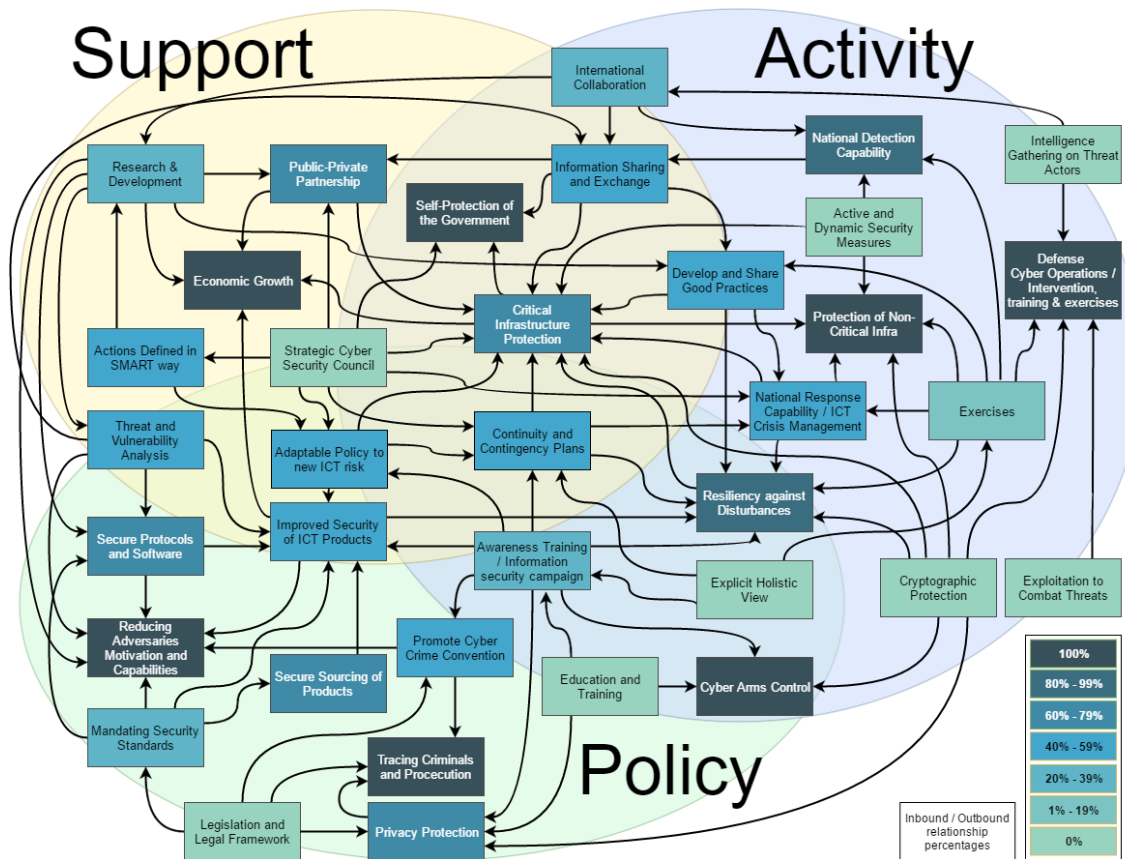 Support
Activity
International
Collaboration
Research &
Development
Public-Private
Partnership
Information Sharing
and Exchange
National Detection
Capability
Intelligence
Gathering on Threat
Actors
Self-Protection of
the Government
Active and
Dynamic Security
Measures
Economic Growth
Develop and Share
Good Practices
Defense
Cyber Operations /
Intervention,
training & exercises
Critical
Infrastructure
Protection
Protection of Non-
Critical Infra
Actions Defined in
SMART way
Strategic Cyber
Security Council
National Response
Capability / ICT
Crisis Management
Exercises
Threat and
Vulnerability
Analysis
Adaptable Policy to
new ICT risk
Continuity and
Contingency Plans
Resiliency against
Disturbances
Secure Protocols
and Software
Improved Security
of ICT Products
Awareness Training
/ Information
security campaign
Explicit Holistic
View
Cryptographic
Protection
Exploitation to
Combat Threats
Reducing
Adversaries
Motivation and
Capabilities
Promote Cyber
Crime Convention
Secure Sourcing of
Products
Education and
Training
Cyber Arms Control
Mandating Security
Standards
Tracing Criminals
and Procecution
Policy
Legislation and
Legal Framework
Privacy Protection
Inbound / Outbound
relationship
percentages
100%
80% - 99%
60% - 79%
40% - 59%
20% - 39%
1% - 19%
0%